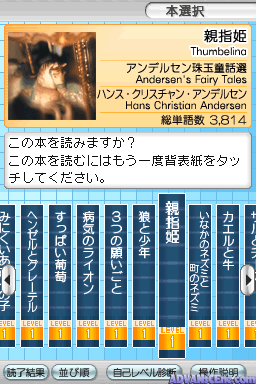 本選択
親指姫
Thumbelina
アンデルセン珠玉童話選
Andersen's Fairy Tales
ハンス・クリスチャン・アンデルセン
Hans Christian Andersen
総単語数 3,814
この本を読みますか？
この本を読むにはもう一度背表紙をタッ
チしてください。
ヘンゼルとグレーテル
すっぱい葡萄
病気のライオン
3つの願いごと
狼と少年
親指姫
いなかのネズミと
町のネズミ
カエルと牛
LEVEL 1
LEVEL 1
LEVEL 1
LEVEL 1
LEVEL 1
LEVEL 1
LEVEL 1
LEVEL 1
読了結果
並び順
自己レベル診断
操作説明